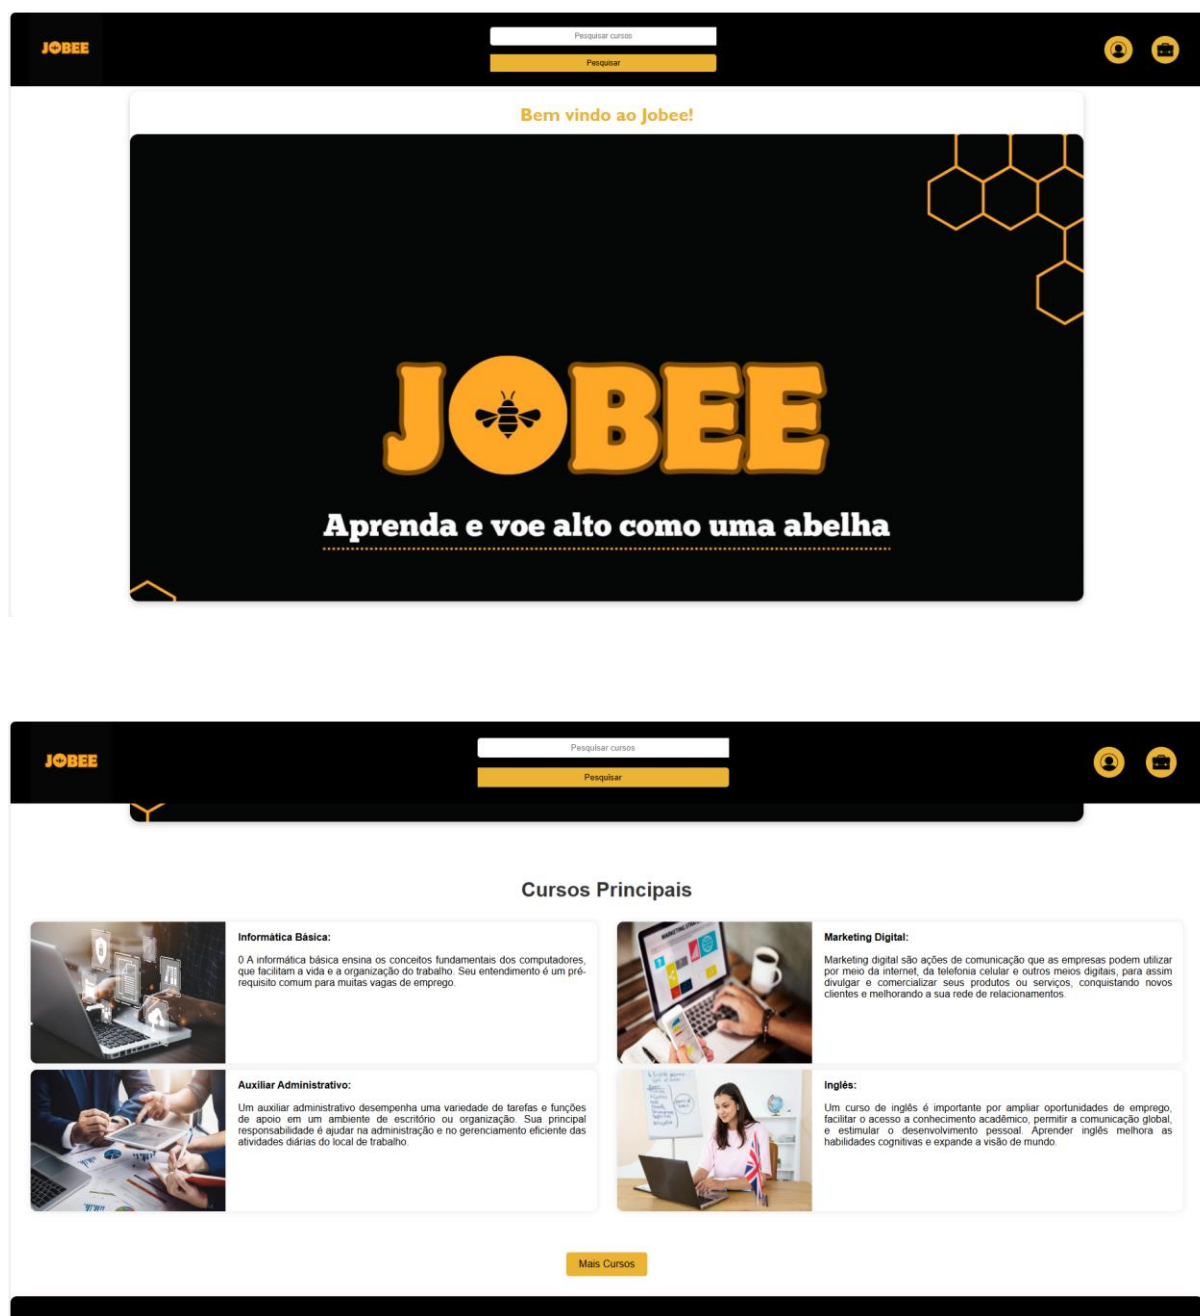 JOBEE
Pesquisar cursos
Pesquisar
Bem vindo ao Jobee!
JOBEE
Aprenda e voe alto como uma abelha
JOBEE
Pesquisar cursos
Pesquisar
Cursos Principais
Informática Básica:
0 A informática básica ensina os conceitos fundamentais dos computadores,
que facilitam a vida e a organização do trabalho. Seu entendimento é um pré-
requisito comum para muitas vagas de emprego.
Marketing Digital:
Marketing digital são ações de comunicação que as empresas podem utilizar
por meio da internet, da telefonia celular e outros meios digitais, para assim
divulgar e comercializar seus produtos ou serviços, conquistando novos
clientes e melhorando a sua rede de relacionamentos.
Auxiliar Administrativo:
Um auxiliar administrativo desempenha uma variedade de tarefas e funções
de apoio em um ambiente de escritório ou organização. Sua principal
responsabilidade é ajudar na administração e no gerenciamento eficiente das
atividades diárias do local de trabalho.
Inglês:
Um curso de inglês é importante por ampliar oportunidades de emprego,
facilitar o acesso a conhecimento acadêmico, permitir a comunicação global,
e estimular o desenvolvimento pessoal. Aprender inglês melhora as
habilidades cognitivas e expande a visão de mundo.
Mais Cursos